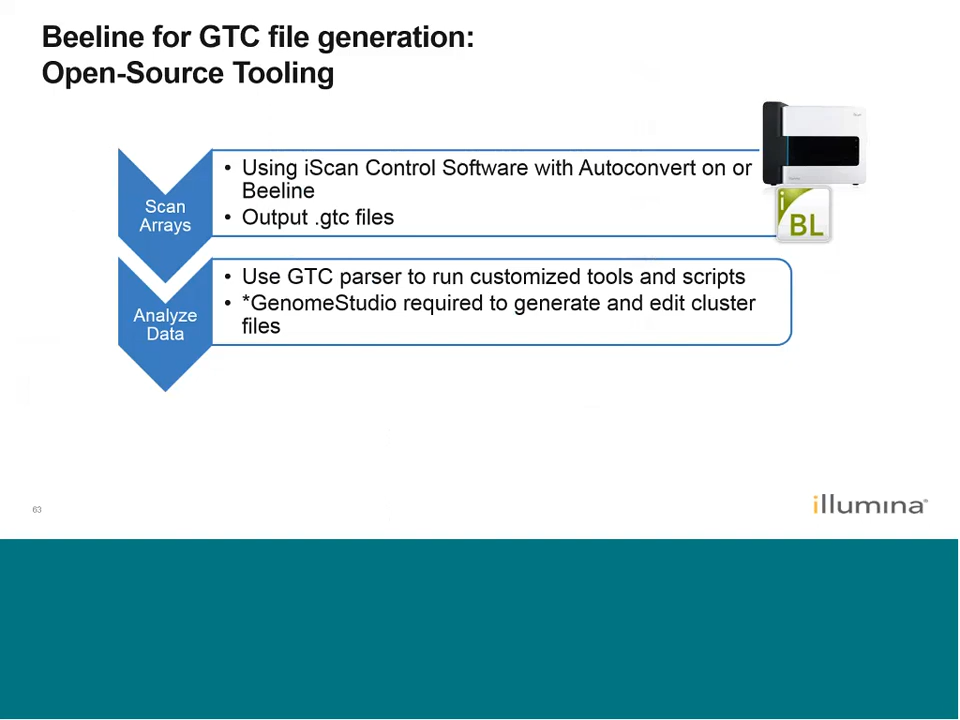 Beeline for GTC file generation:
Open-Source Tooling
Scan
Arrays
• Using iScan Control Software with Autoconvert on or
Beeline
• Output .gtc files
i
BL
Analyze
Data
• Use GTC parser to run customized tools and scripts
• *GenomeStudio required to generate and edit cluster
files
63
illumina®